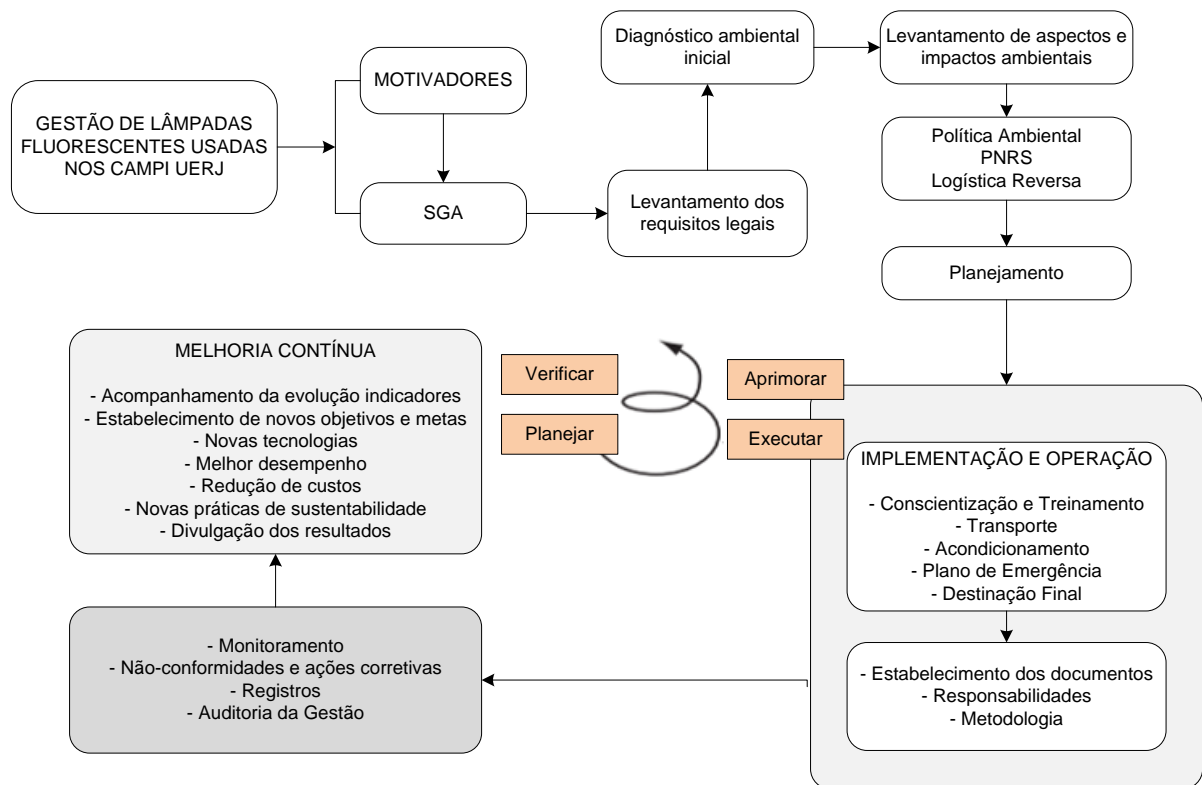 GESTÃO DE LÂMPADAS
FLUORESCENTES USADAS
NOS CAMPI UERJ
MOTIVADORES
SGA
Levantamento dos
requisitos legais
Diagnóstico ambiental
inicial
Levantamento de aspectos e
impactos ambientais
Política Ambiental
PNRS
Logística Reversa
Planejamento
IMPLEMENTAÇÃO E OPERAÇÃO
- Conscientização e Treinamento
- Transporte
- Acondicionamento
- Plano de Emergência
- Destinação Final
- Estabelecimento dos documentos
- Responsabilidades
- Metodologia
- Monitoramento
- Não-conformidades e ações corretivas
- Registros
- Auditoria da Gestão
MELHORIA CONTÍNUA
- Acompanhamento da evolução indicadores
- Estabelecimento de novos objetivos e metas
- Novas tecnologias
- Melhor desempenho
- Redução de custos
- Novas práticas de sustentabilidade
- Divulgação dos resultados
Verificar
Aprimorar
Planejar
Executar